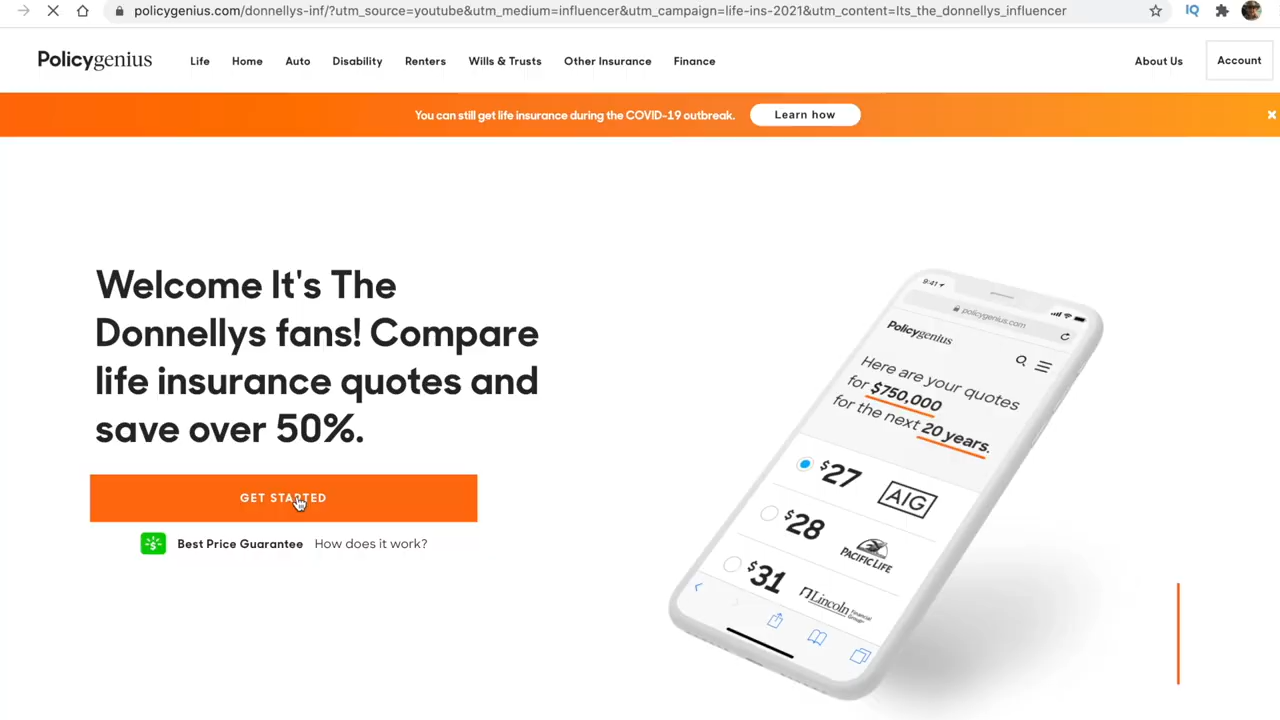 policygenius.com/donnellys-inf/?utm_source=youtube&utm_medium=influencer&utm_campaign=life-ins-2021&utm_content=Its_the_donnellys_influencer
IQ
Policygenius
Life Home Auto Disability Renters Wills & Trusts Other Insurance Finance About Us Account
You can still get life insurance during the COVID-19 outbreak. Learn how
Welcome It's The
Donnellys fans! Compare
life insurance quotes and
save over 50%.
GET STARTED
$ Best Price Guarantee How does it work?
9:41
policygenius.com
Policygenius
Here are your quotes
for $750,000
for the next 20 years.
$27 AIG
$28 PACIFIC LIFE
$31 Lincoln Financial Group